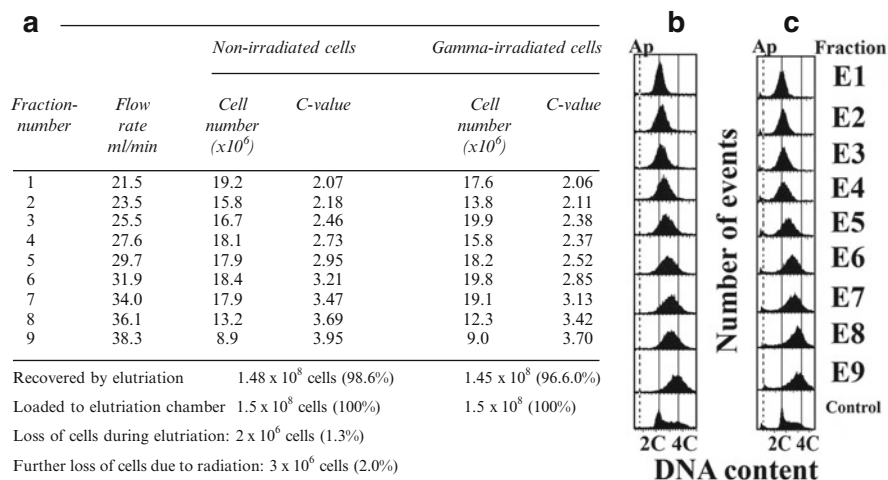 a
Non-irradiated cells Gamma-irradiated cells
Fraction- Flow Cell C-value Cell C-value
number rate number number
ml/min (x10⁶) (x10⁶)
1 21.5 19.2 2.07 17.6 2.06
2 23.5 15.8 2.18 13.8 2.11
3 25.5 16.7 2.46 19.9 2.38
4 27.6 18.1 2.73 15.8 2.37
5 29.7 17.9 2.95 18.2 2.52
6 31.9 18.4 3.21 19.8 2.85
7 34.0 17.9 3.47 19.1 3.13
8 36.1 13.2 3.69 12.3 3.42
9 38.3 8.9 3.95 9.0 3.70
Recovered by elutriation 1.48 x 10⁸ cells (98.6%) 1.45 x 10⁸ (96.6.0%)
Loaded to elutriation chamber 1.5 x 10⁸ cells (100%) 1.5 x 10⁸ (100%)
Loss of cells during elutriation: 2 x 10⁶ cells (1.3%)
Further loss of cells due to radiation: 3 x 10⁶ cells (2.0%)
b c
Ap Ap Fraction
E1
E2
E3
E4
E5
E6
E7
E8
E9
Control
Number of events
2C 4C 2C 4C
DNA content